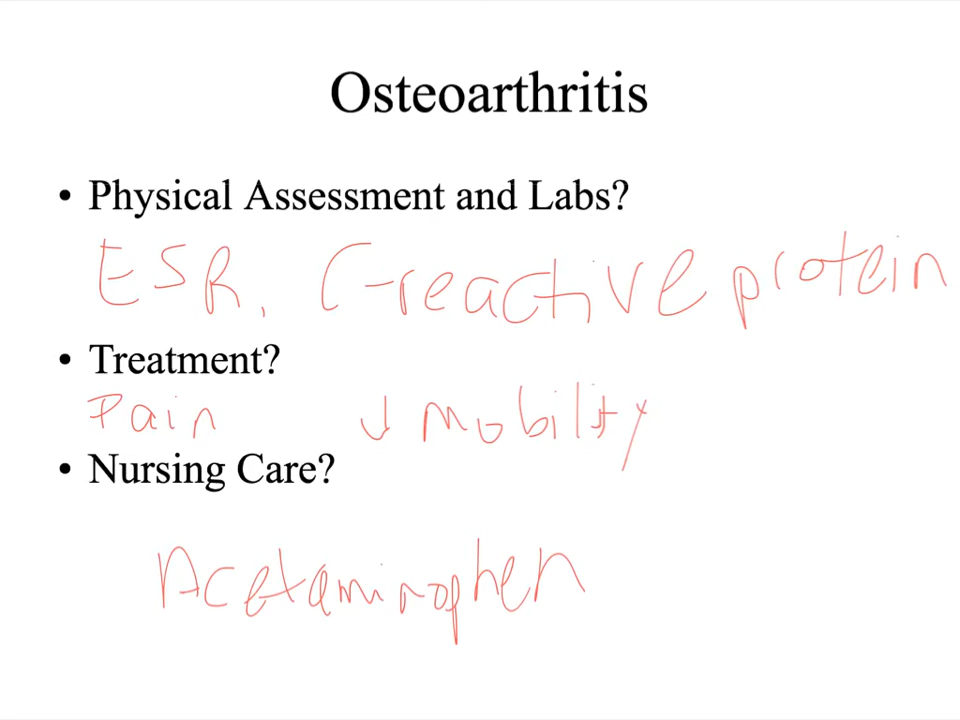 Osteoarthritis
• Physical Assessment and Labs?
ESR, C-reactive protein
• Treatment?
Pain ↓ Mobility
• Nursing Care?
Acetaminophen